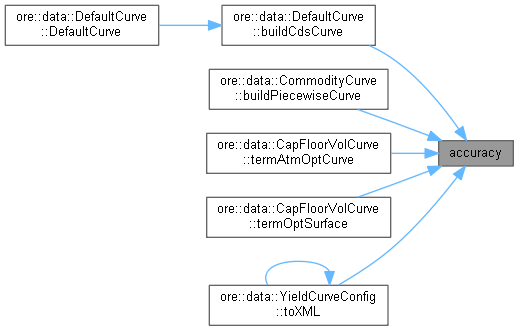 ore::data::DefaultCurve
::DefaultCurve
ore::data::DefaultCurve
::buildCdsCurve
ore::data::CommodityCurve
::buildPiecewiseCurve
ore::data::CapFloorVolCurve
::termAtmOptCurve
accuracy
ore::data::CapFloorVolCurve
::termOptSurface
ore::data::YieldCurveConfig
::toXML